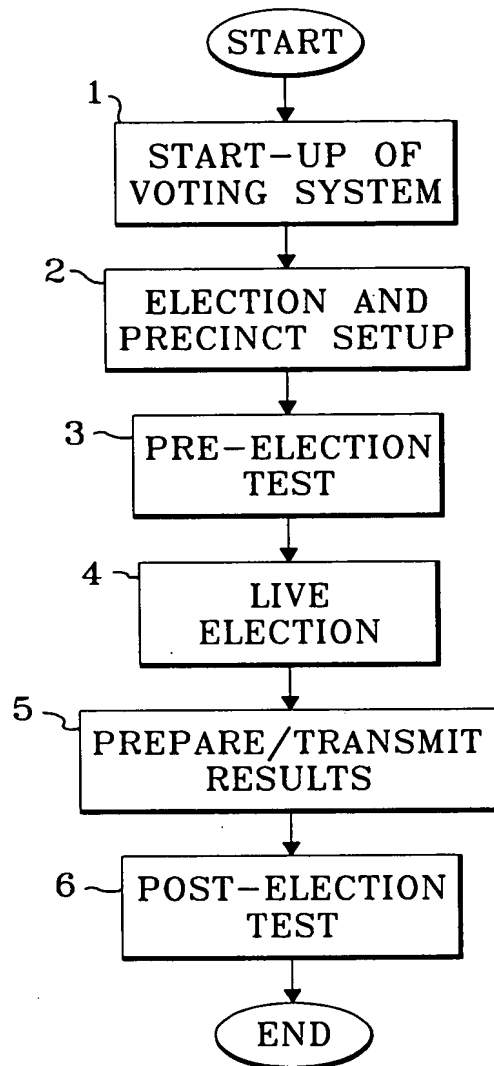 START
1
START-UP OF
VOTING SYSTEM
2
ELECTION AND
PRECINCT SETUP
3
PRE-ELECTION
TEST
4
LIVE
ELECTION
5
PREPARE/TRANSMIT
RESULTS
6
POST-ELECTION
TEST
END